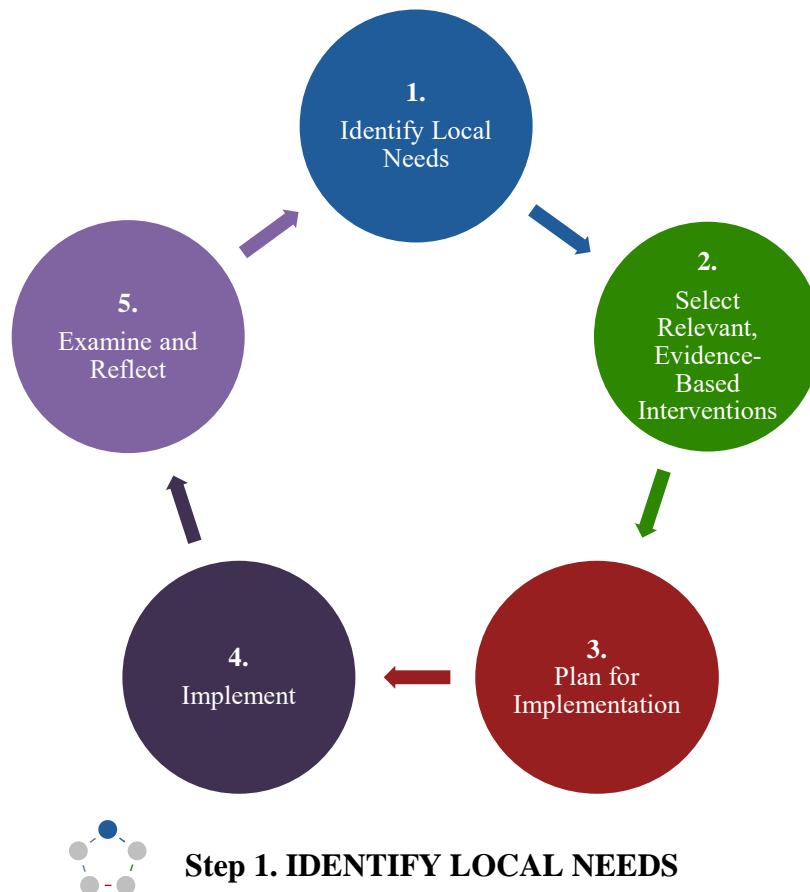 1.
Identify Local
Needs
2.
Select
Relevant,
Evidence-
Based
Interventions
3.
Plan for
Implementation
4.
Implement
5.
Examine and
Reflect
Step 1. IDENTIFY LOCAL NEEDS